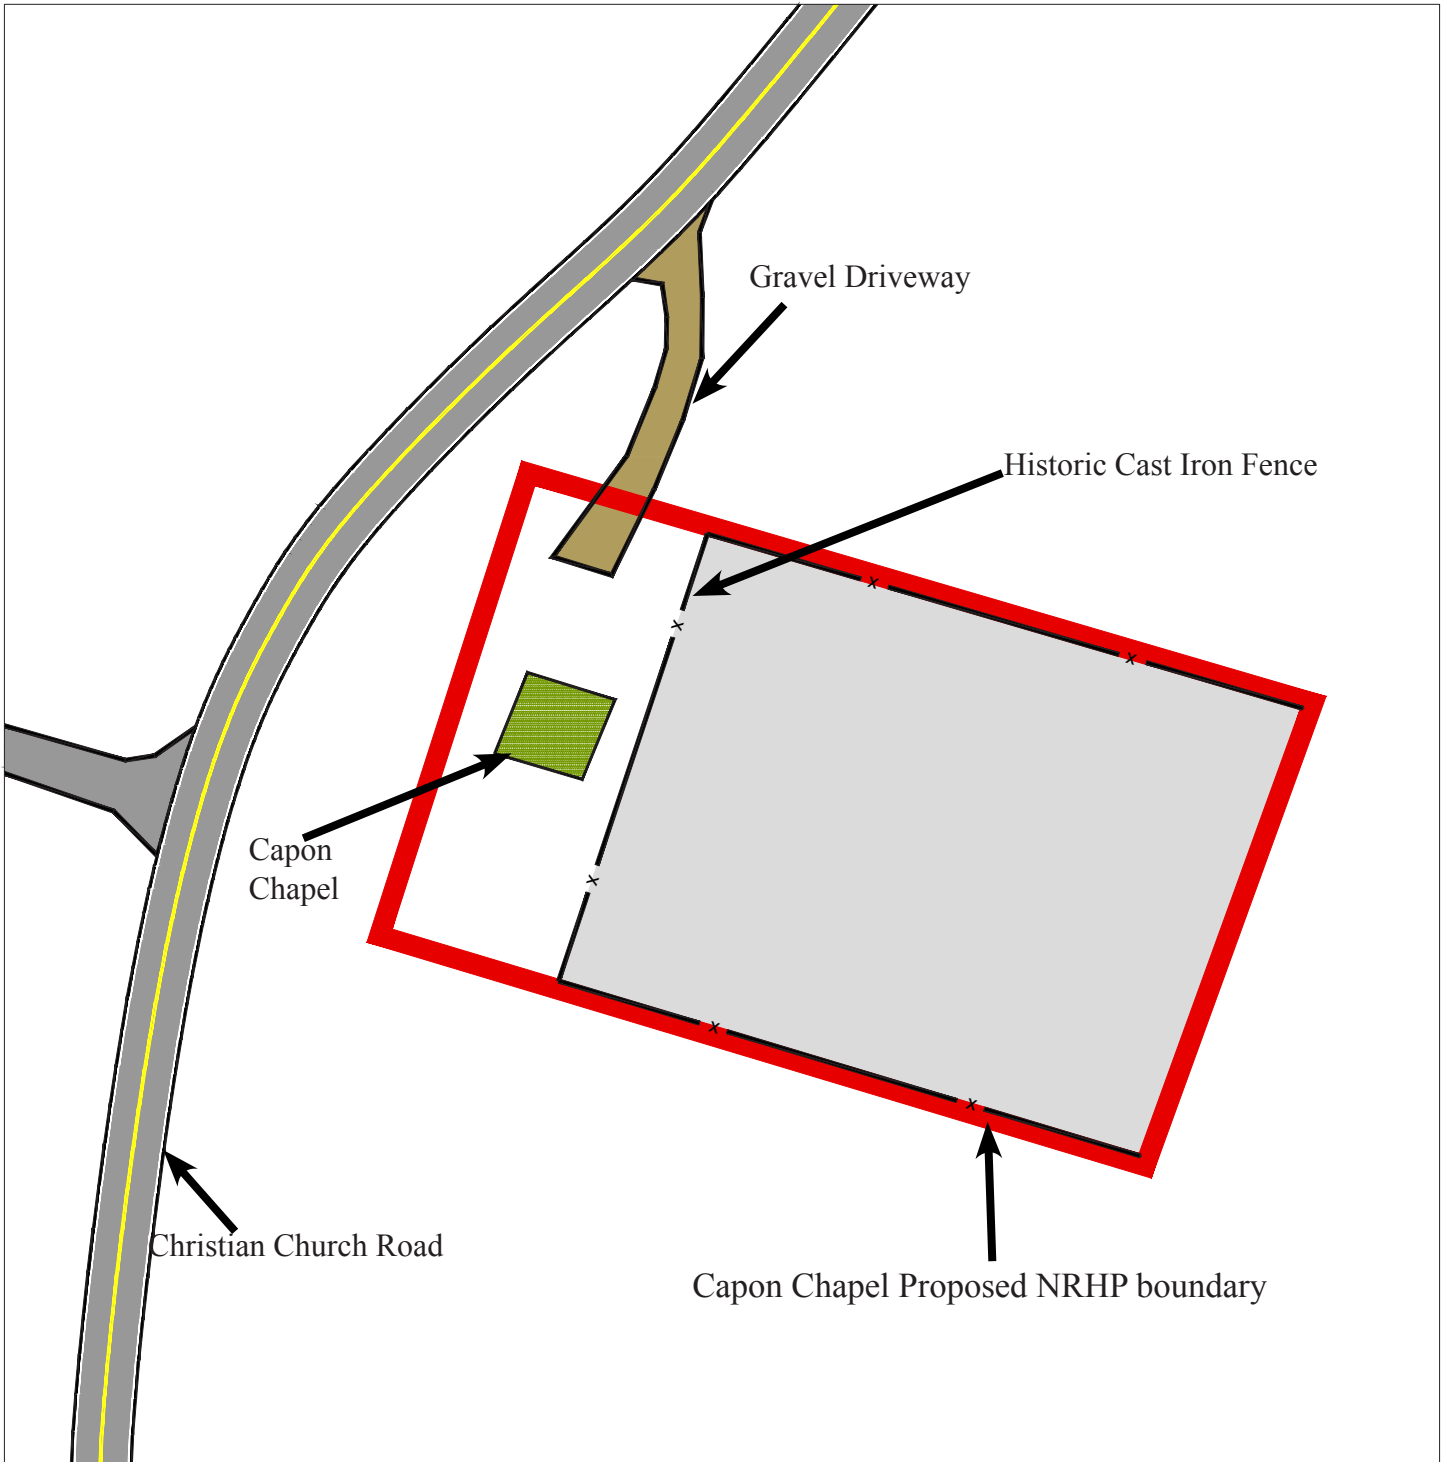 Gravel Driveway
Historic Cast Iron Fence
x
x
x
Capon
Chapel
x
x
x
Christian Church Road
Capon Chapel Proposed NRHP boundary